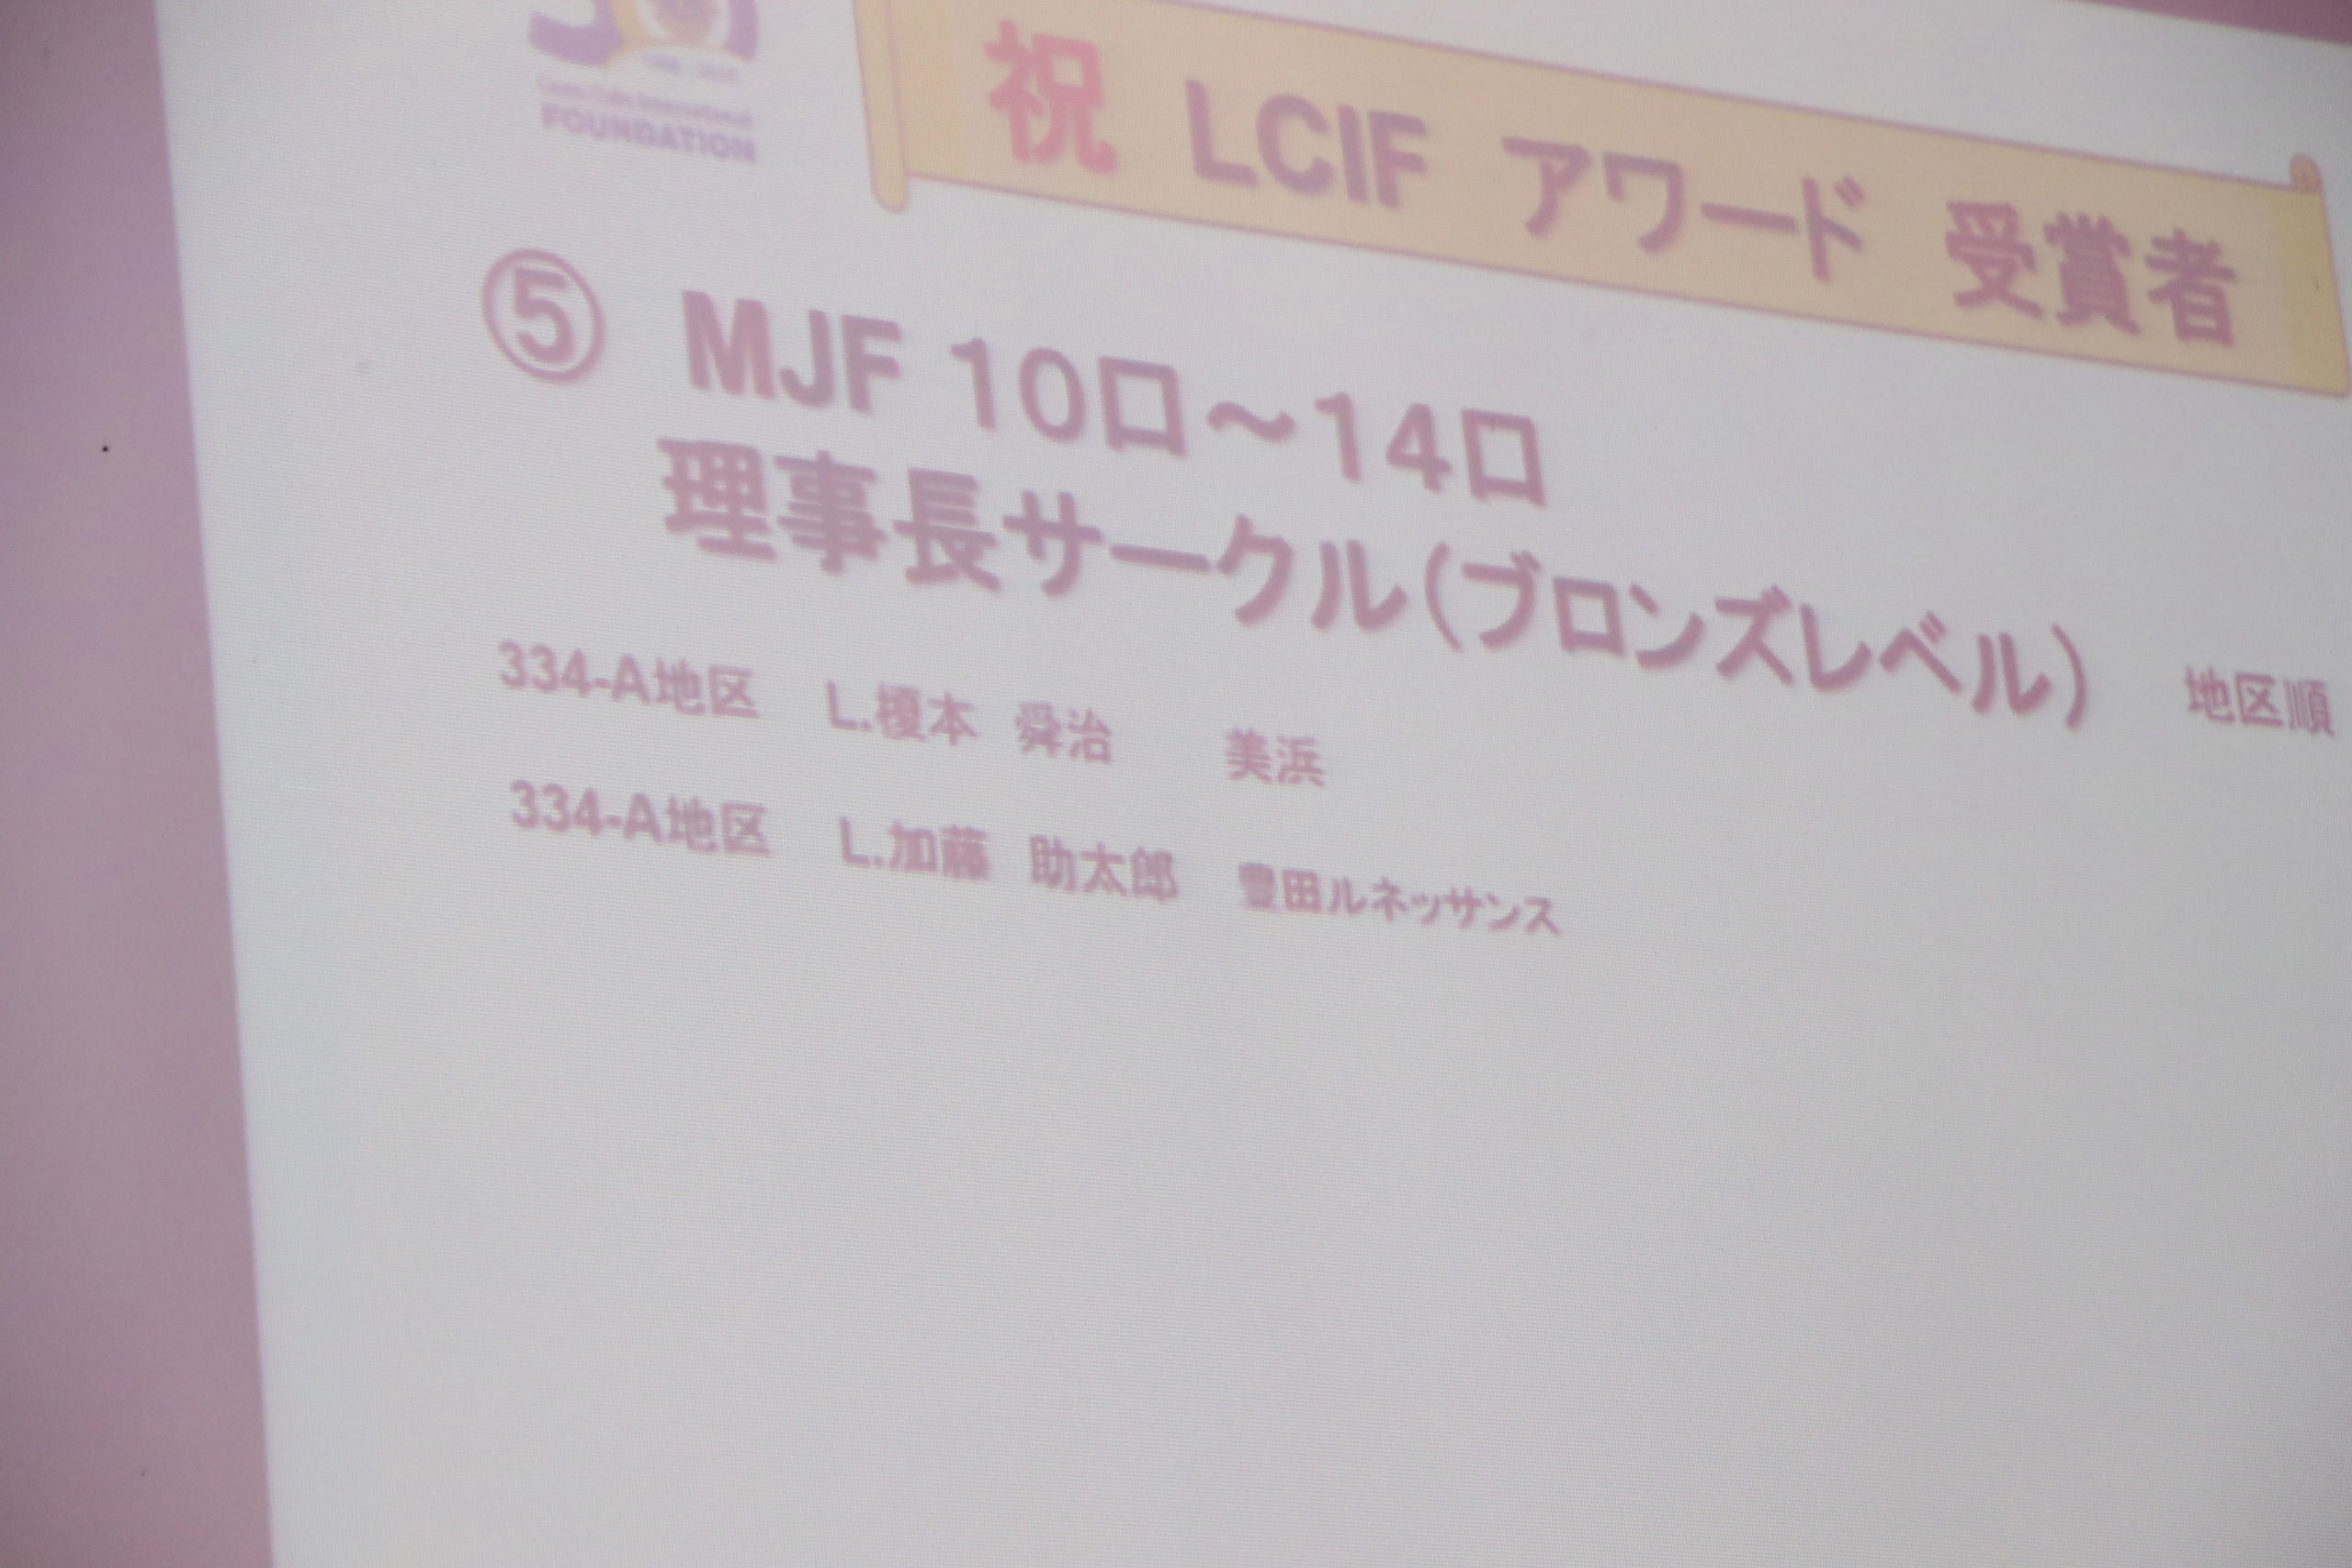 Lions Clubs International
FOUNDATION
祝 LCIF アワード 受賞者
⑤ MJF 10口～14口
理事長サークル(ブロンズレベル) 地区順
334-A地区 L.榎本 舜治 美浜
334-A地区 L.加藤 助太郎 豊田ルネッサンス